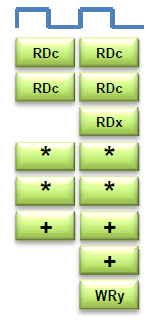 RDc RDc
RDc RDc
RDx
* *
* *
+ +
+
WRy